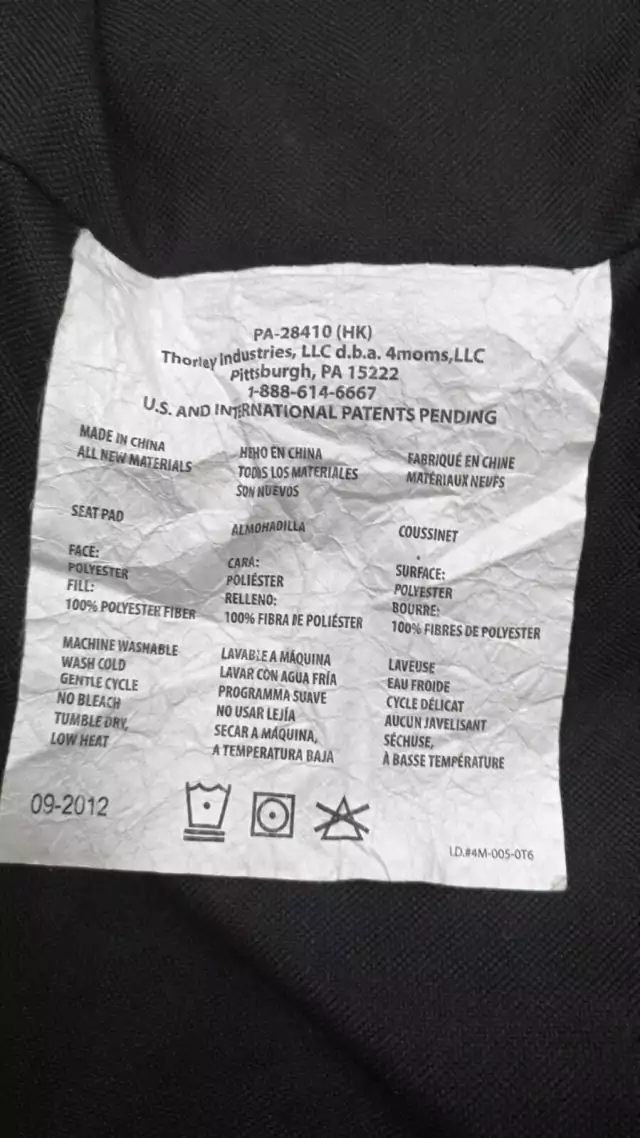 PA-28410 (HK)
Thorley Industries, LLC d.b.a. 4moms,LLC
Pittsburgh, PA 15222
1-888-614-6667
U.S. AND INTERNATIONAL PATENTS PENDING
MADE IN CHINA
ALL NEW MATERIALS
HEHO EN CHINA
TODOS LOS MATERIALES
SON NUEVOS
FABRIQUÉ EN CHINE
MATÉRIAUX NEUFS
SEAT PAD
ALMOHADILLA
COUSSINET
FACE:
POLYESTER
FILL:
100% POLYESTER FIBER
CARA:
POLIÉSTER
RELLENO:
100% FIBRA DE POLIÉSTER
SURFACE:
POLYESTER
BOURRE:
100% FIBRES DE POLYESTER
MACHINE WASHABLE
WASH COLD
GENTLE CYCLE
NO BLEACH
TUMBLE DRY,
LOW HEAT
LAVABLE A MÁQUINA
LAVAR CON AGUA FRÍA
PROGRAMMA SUAVE
NO USAR LEJÍA
SECAR A MÁQUINA,
A TEMPERATURA BAJA
LAVEUSE
EAU FROIDE
CYCLE DÉLICAT
AUCUN JAVELISANT
SÉCHUSE,
À BASSE TEMPÉRATURE
09-2012
I.D.#4M-005-0T6